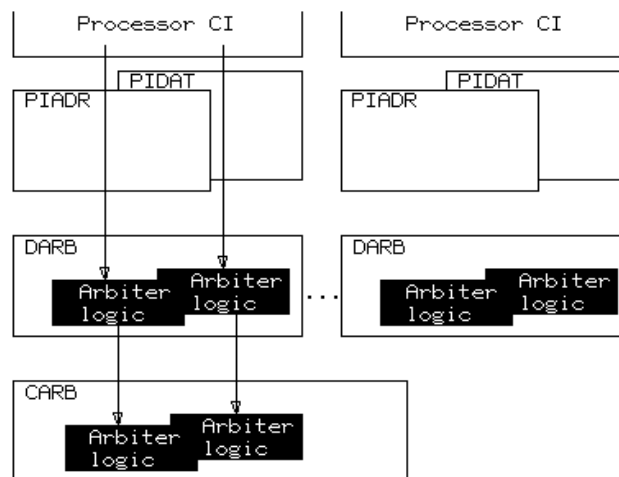 Processor CI
Processor CI
PIDAT
PIADR
PIDAT
PIADR
DARB
Arbiter
logic
Arbiter
logic
...
DARB
Arbiter
logic
Arbiter
logic
CARB
Arbiter
logic
Arbiter
logic